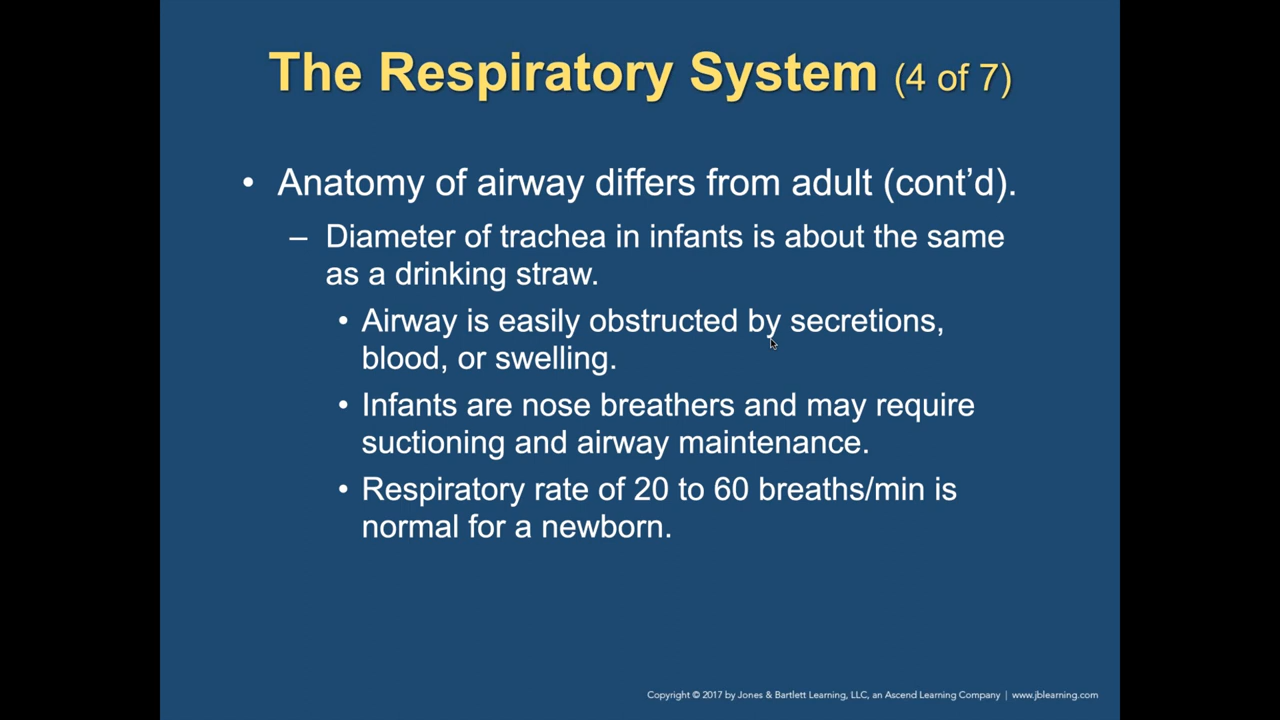 The Respiratory System (4 of 7)
• Anatomy of airway differs from adult (cont’d).
– Diameter of trachea in infants is about the same
as a drinking straw.
• Airway is easily obstructed by secretions,
blood, or swelling.
• Infants are nose breathers and may require
suctioning and airway maintenance.
• Respiratory rate of 20 to 60 breaths/min is
normal for a newborn.
Copyright © 2017 by Jones & Bartlett Learning, LLC, an Ascend Learning Company | www.jblearning.com